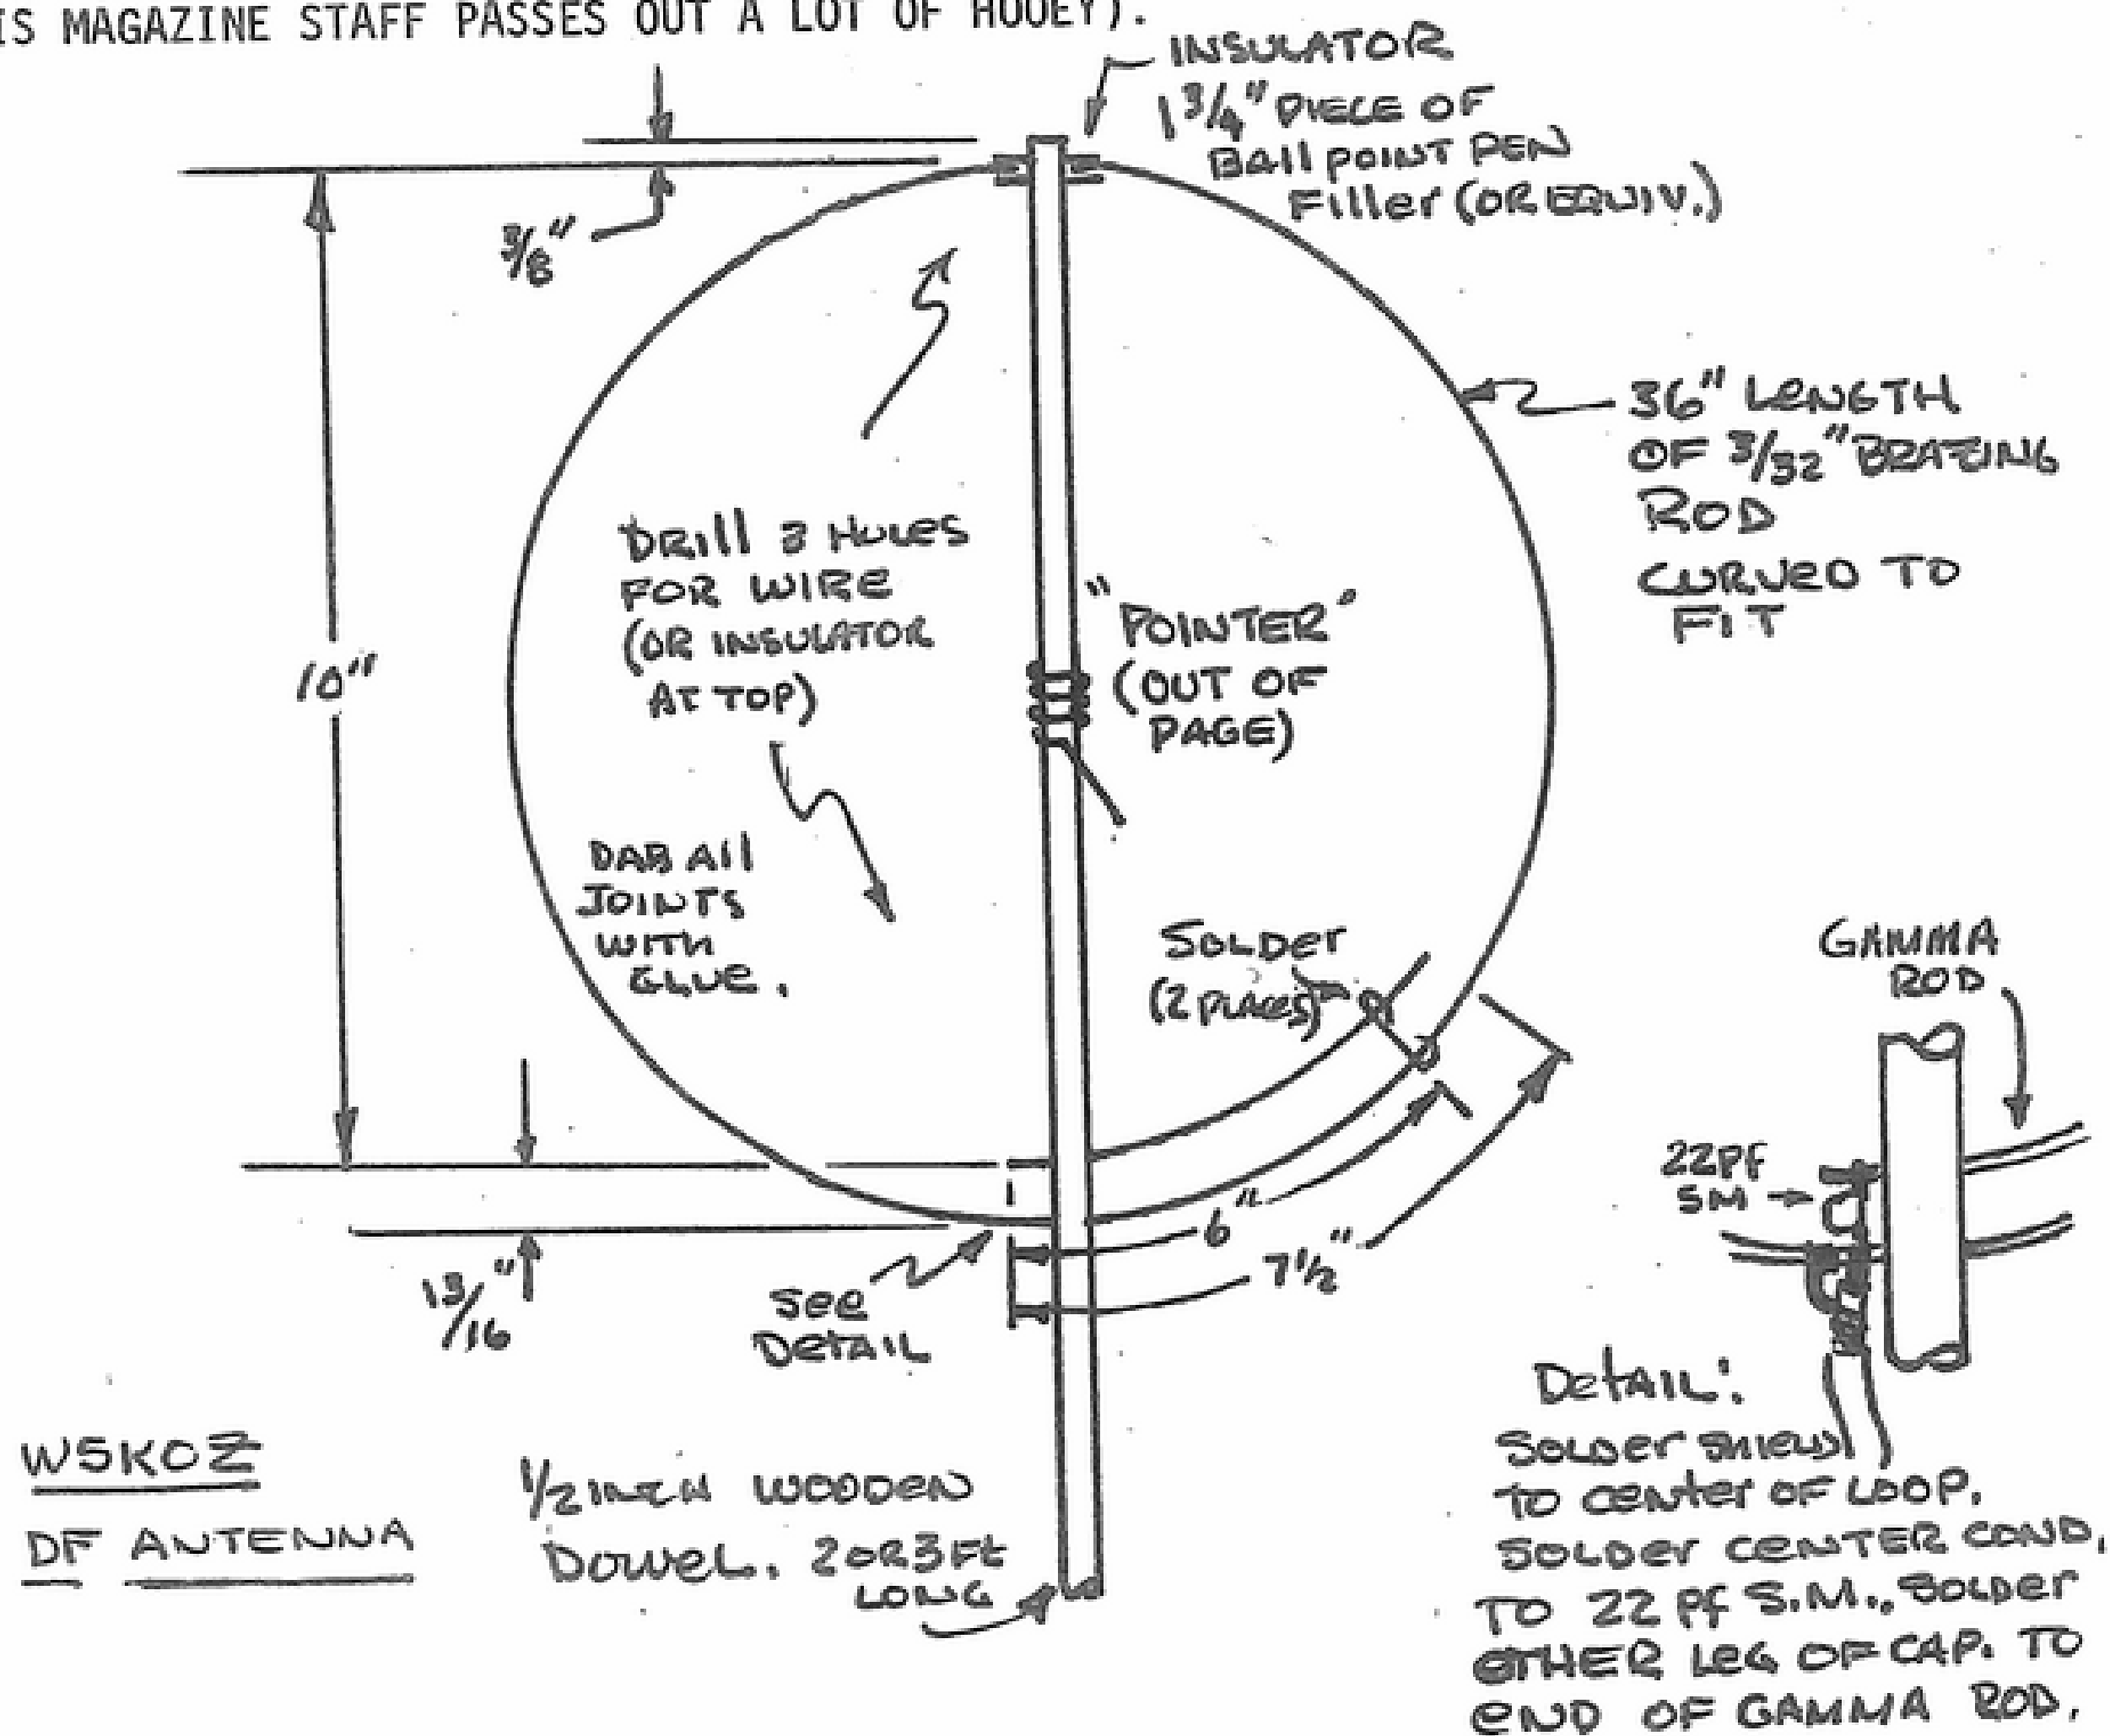 IS MAGAZINE STAFF PASSES OUT A LOT OF HOOEY).
INSULATOR
1 3/4" PIECE OF
Ball POINT PEN
Filler (OR EQUIV.)
3/8"
10"
36" LENGTH
OF 3/32" BRAZING
ROD
CURVED TO
FIT
DRill 3 HOLES
FOR WIRE
(OR INSULATOR
AT TOP)
"POINTER"
(OUT OF
PAGE)
DAB All
JOINTS
WITH
GLUE.
SOLDER
(2 PLACES)
GAMMA
ROD
22PF
SM
6"
7 1/2"
13/16"
See
DETAIL
DetAIL:
SOLDER SHIELD
TO CENTER OF LOOP.
SOLDER CENTER COND.
TO 22 PF S.M., SOLDER
OTHER LEG OF CAP. TO
END OF GAMMA ROD.
W5KOZ
DF ANTENNA
1/2 INCH WOODEN
DOWEL. 2 OR 3 Ft
LONG